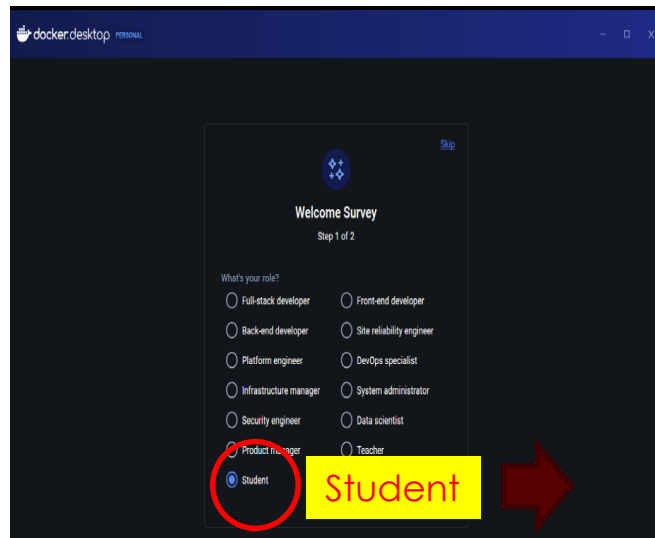 docker.desktop PERSONAL
Skip
Welcome Survey
Step 1 of 2
What's your role?
Full-stack developer Front-end developer
Back-end developer Site reliability engineer
Platform engineer DevOps specialist
Infrastructure manager System administrator
Security engineer Data scientist
Product manager Teacher
Student Student